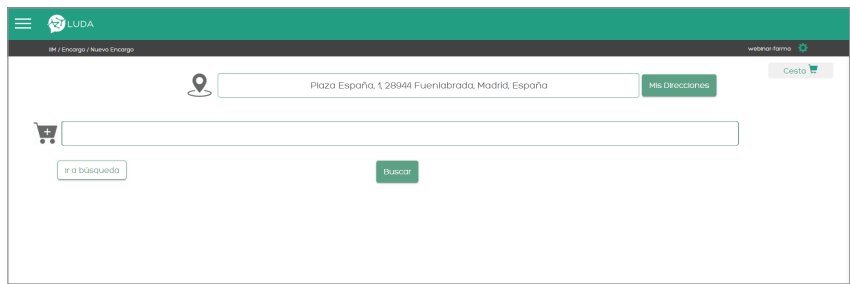 LUDA
IIM / Encargo / Nuevo Encargo
webinar-farma
Cesta
Plaza España, 1, 28944 Fuenlabrada, Madrid, España
Mis Direcciones
Ir a búsqueda
Buscar